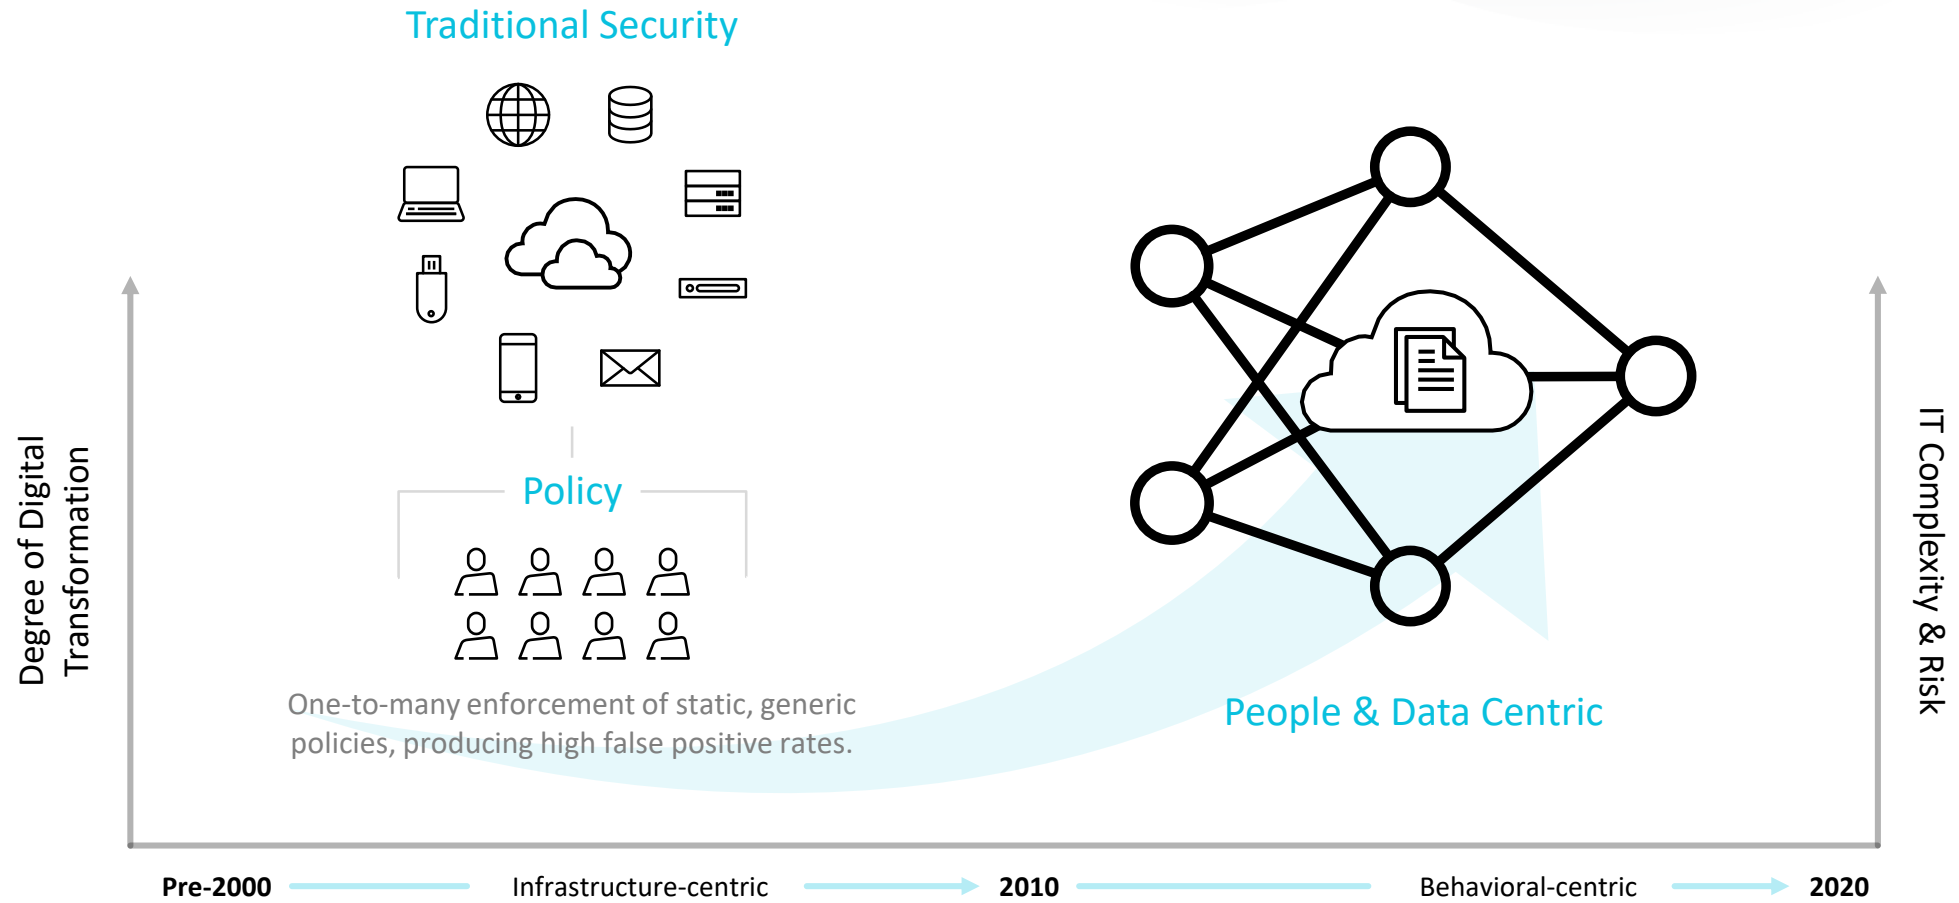 Traditional Security
Policy
One-to-many enforcement of static, generic
policies, producing high false positive rates.
People & Data Centric
Degree of Digital
Transformation
IT Complexity & Risk
Pre-2000
Infrastructure-centric
2010
Behavioral-centric
2020